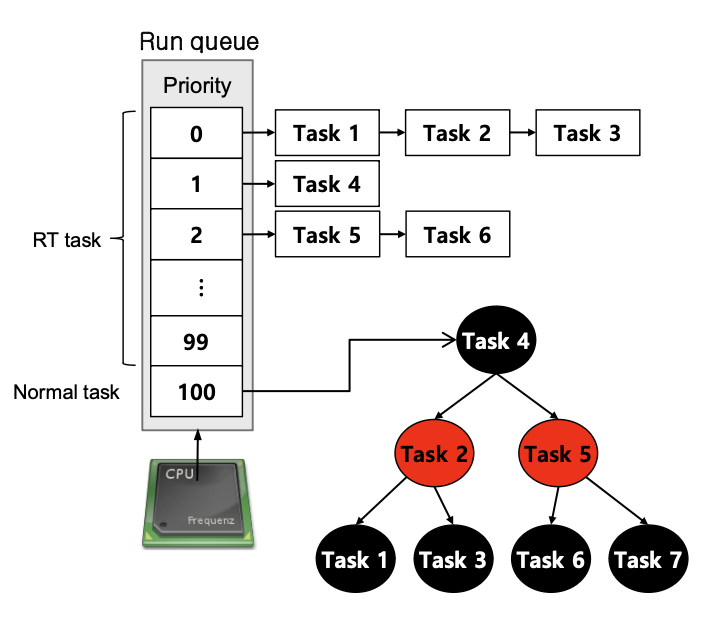 Run queue
Priority
0 Task 1 Task 2 Task 3
1 Task 4
2 Task 5 Task 6
RT task
⋮
99
Normal task 100
Task 4
Task 2 Task 5
Task 1 Task 3 Task 6 Task 7
CPU
Frequenz